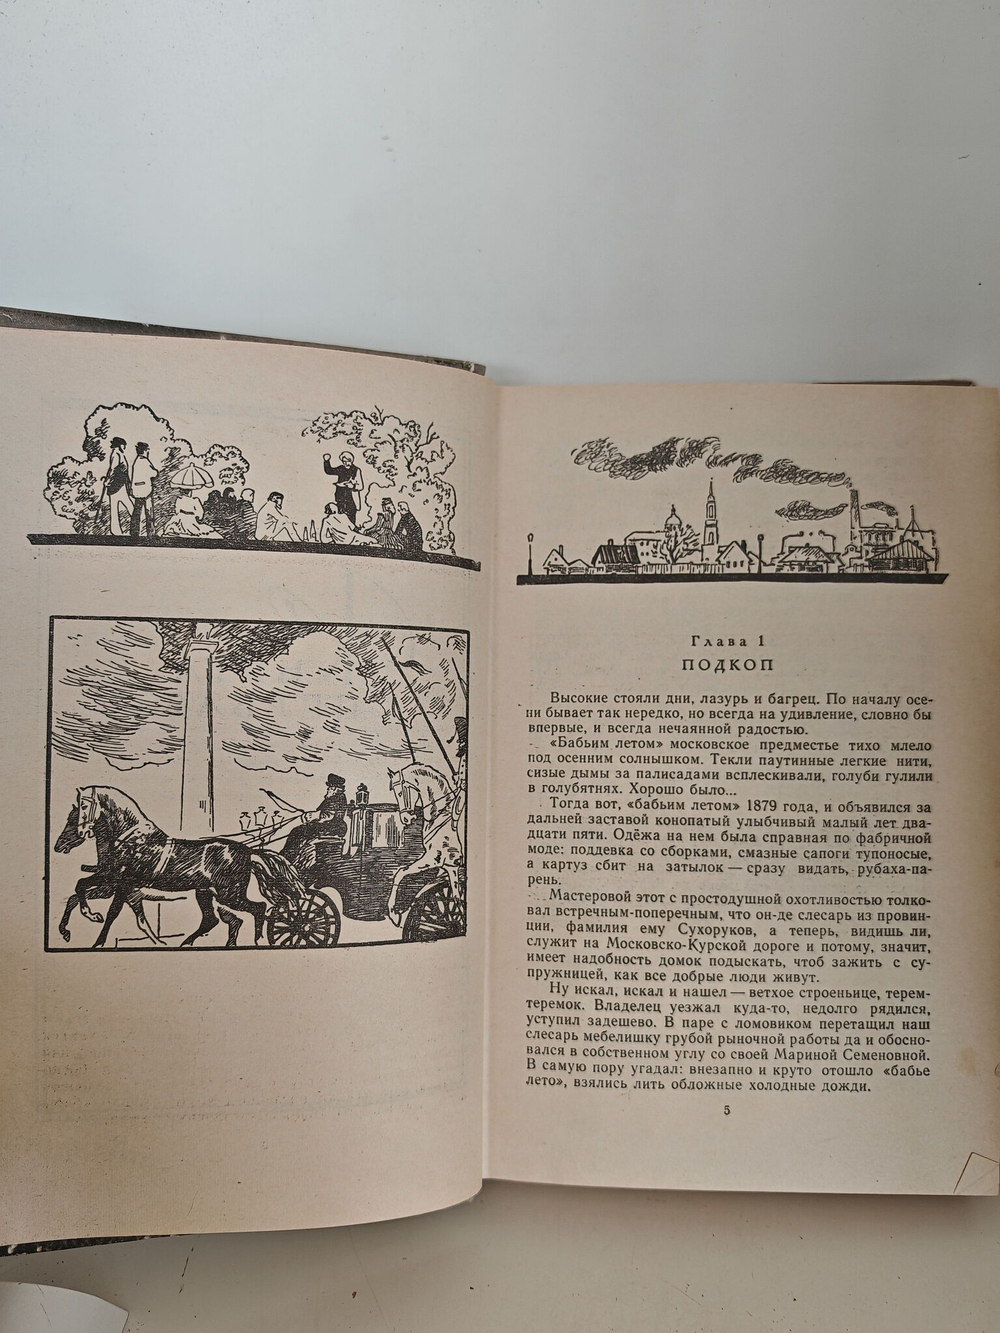 Глава 1
ПОДКОП
Высокие стояли дни, лазурь и багрец. По началу осе-
ни бывает так нередко, но всегда на удивление, словно бы
впервые, и всегда нечаянной радостью.
«Бабьим летом» московское предместье тихо млело
под осенним солнышком. Текли паутинные легкие нити,
сизые дымы за палисадами всплескивали, голуби гулили
в голубятнях. Хорошо было...
Тогда вот, «бабьим летом» 1879 года, и объявился за
дальней заставой конопатый улыбчивый малый лет два-
дцати пяти. Одёжа на нем была справная по фабричной
моде: поддевка со сборками, смазные сапоги тупоносые,
а картуз сбит на затылок — сразу видать, рубаха-па-
рень.
Мастеровой этот с простодушной охотливостью толко-
вал встречным-поперечным, что он-де слесарь из провин-
ции, фамилия ему Сухоруков, а теперь, видишь ли,
служит на Московско-Курской дороге и потому, значит,
имеет надобность домок подыскать, чтоб зажить с су-
пружницей, как все добрые люди живут.
Ну искал, искал и нашел — ветхое строеньице, терем-
теремок. Владелец уезжал куда-то, недолго рядился,
уступил задешево. В паре с ломовиком перетащил наш
слесарь мебелишку грубой рыночной работы да и обосно-
вался в собственном углу со своей Мариной Семеновной.
В самую пору угадал: внезапно и круто отошло «бабье
лето», взялись лить обложные холодные дожди.
5